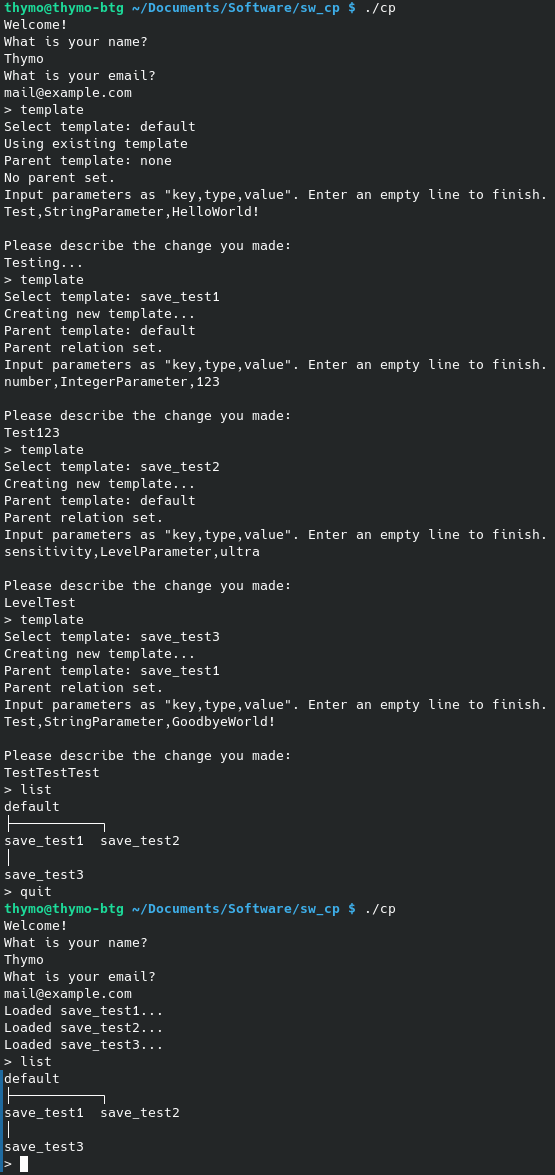 thymo@thymo-btg ~/Documents/Software/sw_cp $ ./cp
Welcome!
What is your name?
Thymo
What is your email?
mail@example.com
> template
Select template: default
Using existing template
Parent template: none
No parent set.
Input parameters as "key,type,value". Enter an empty line to finish.
Test,StringParameter,HelloWorld!
Please describe the change you made:
Testing...
> template
Select template: save_test1
Creating new template...
Parent template: default
Parent relation set.
Input parameters as "key,type,value". Enter an empty line to finish.
number,IntegerParameter,123
Please describe the change you made:
Test123
> template
Select template: save_test2
Creating new template...
Parent template: default
Parent relation set.
Input parameters as "key,type,value". Enter an empty line to finish.
sensitivity,LevelParameter,ultra
Please describe the change you made:
LevelTest
> template
Select template: save_test3
Creating new template...
Parent template: save_test1
Parent relation set.
Input parameters as "key,type,value". Enter an empty line to finish.
Test,StringParameter,GoodbyeWorld!
Please describe the change you made:
TestTestTest
> list
default
├───────────┐
save_test1  save_test2
│
save_test3
> quit
thymo@thymo-btg ~/Documents/Software/sw_cp $ ./cp
Welcome!
What is your name?
Thymo
What is your email?
mail@example.com
Loaded save_test1...
Loaded save_test2...
Loaded save_test3...
> list
default
├───────────┐
save_test1  save_test2
│
save_test3
>